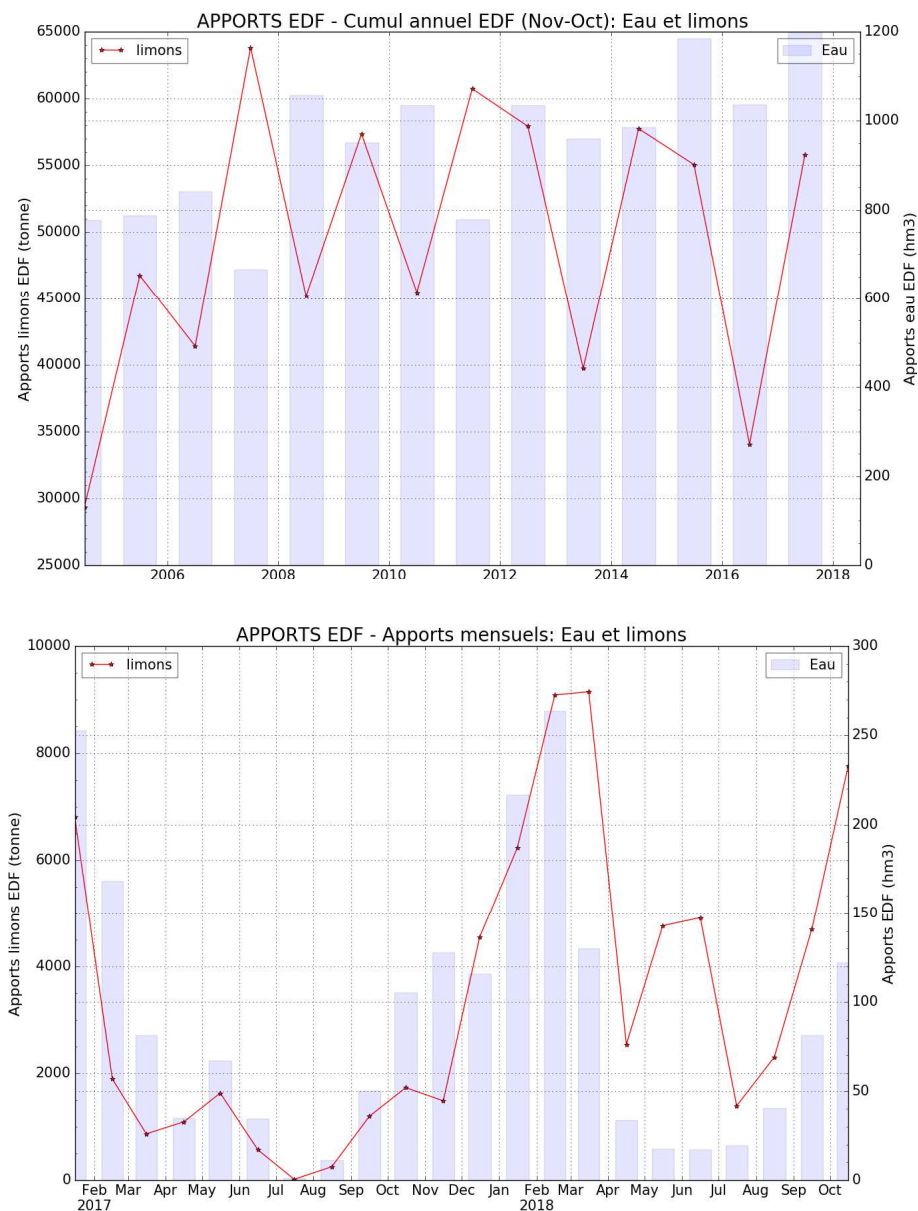 APPORTS EDF - Cumul annuel EDF (Nov-Oct): Eau et limons
limons
Eau
65000
60000
55000
50000
45000
40000
35000
30000
25000
Apports limons EDF (tonne)
1200
1000
800
600
400
200
0
Apports eau EDF (hm3)
2006 2008 2010 2012 2014 2016 2018
APPORTS EDF - Apports mensuels: Eau et limons
limons
Eau
10000
8000
6000
4000
2000
0
Apports limons EDF (tonne)
300
250
200
150
100
50
0
Apports EDF (hm3)
Feb Mar Apr May Jun Jul Aug Sep Oct Nov Dec Jan Feb Mar Apr May Jun Jul Aug Sep Oct
2017 2018